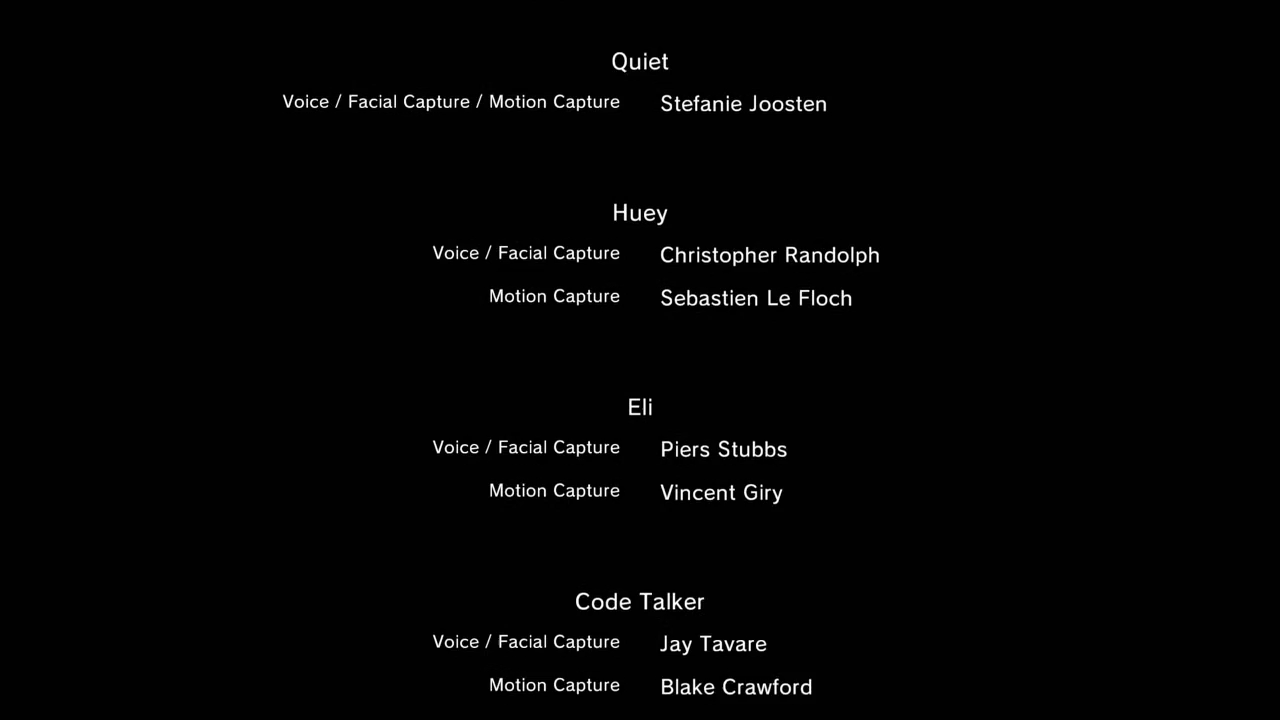 Quiet
Voice / Facial Capture / Motion Capture Stefanie Joosten
Huey
Voice / Facial Capture Christopher Randolph
Motion Capture Sebastien Le Floch
Eli
Voice / Facial Capture Piers Stubbs
Motion Capture Vincent Giry
Code Talker
Voice / Facial Capture Jay Tavare
Motion Capture Blake Crawford